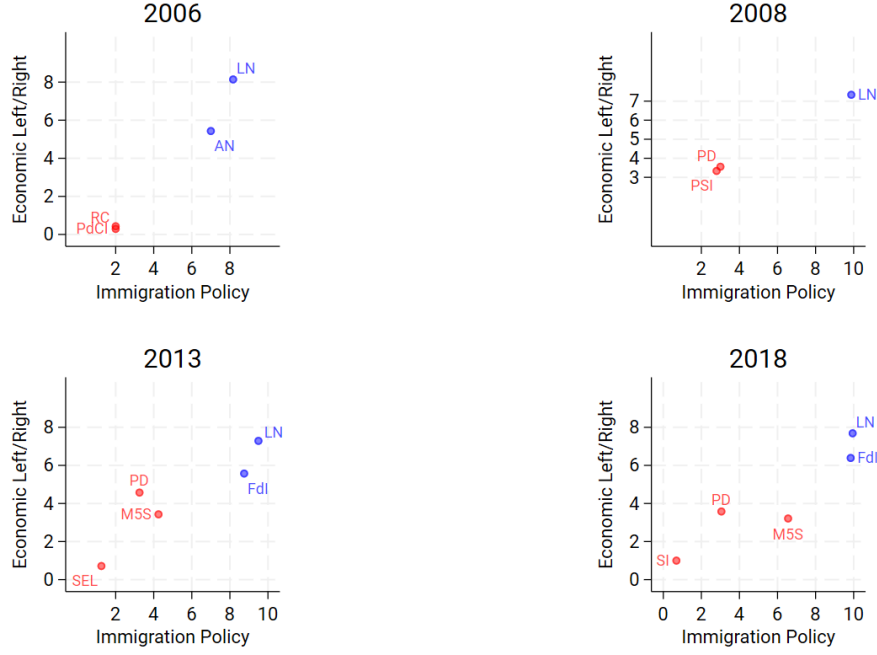 2006
Economic Left/Right
8
6
4
2
0
LN
AN
RC
PdCI
2 4 6 8
Immigration Policy
2008
Economic Left/Right
7
6
5
4
3
LN
PD
PSI
2 4 6 8 10
Immigration Policy
2013
Economic Left/Right
8
6
4
2
0
LN
FdI
PD
M5S
SEL
2 4 6 8 10
Immigration Policy
2018
Economic Left/Right
8
6
4
2
0
LN
FdI
PD
M5S
SI
0 2 4 6 8 10
Immigration Policy